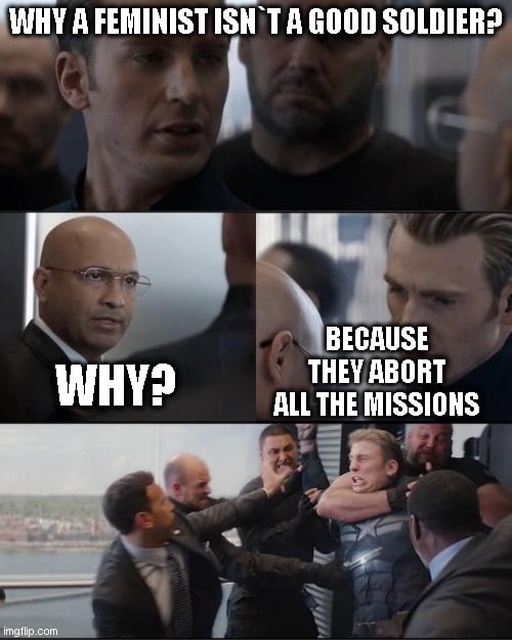 WHY A FEMINIST ISN`T A GOOD SOLDIER?
WHY?
BECAUSE
THEY ABORT
ALL THE MISSIONS
imgflip.com